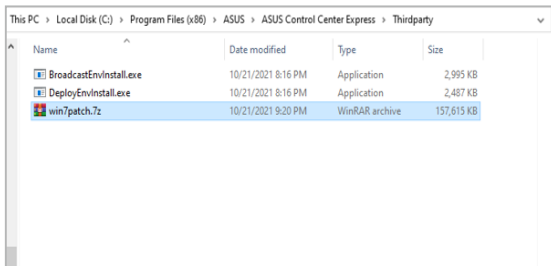 This PC > Local Disk (C:) > Program Files (x86) > ASUS > ASUS Control Center Express > Thirdparty
Name Date modified Type Size
BroadcastEnvInstall.exe 10/21/2021 8:16 PM Application 2,995 KB
DeployEnvInstall.exe 10/21/2021 8:16 PM Application 2,487 KB
win7patch.7z 10/21/2021 9:20 PM WinRAR archive 157,615 KB